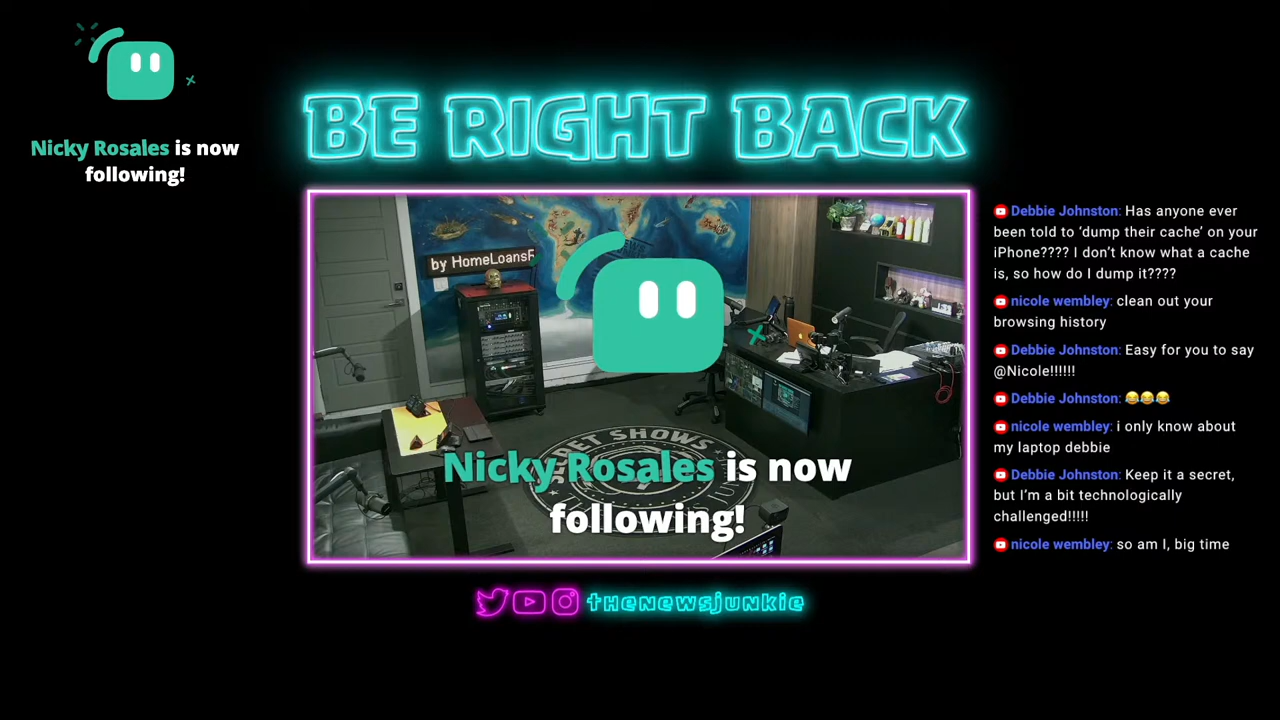 BE RIGHT BACK
Nicky Rosales is now
following!
by HomeLoansF
SECRET SHOWS
Nicky Rosales is now
following!
thenewsjunkie
Debbie Johnston: Has anyone ever
been told to ‘dump their cache’ on your
iPhone???? I don’t know what a cache
is, so how do I dump it????
nicole wembley: clean out your
browsing history
Debbie Johnston: Easy for you to say
@Nicole!!!!!!
Debbie Johnston: 😂😂😂
nicole wembley: i only know about
my laptop debbie
Debbie Johnston: Keep it a secret,
but I’m a bit technologically
challenged!!!!!
nicole wembley: so am I, big time